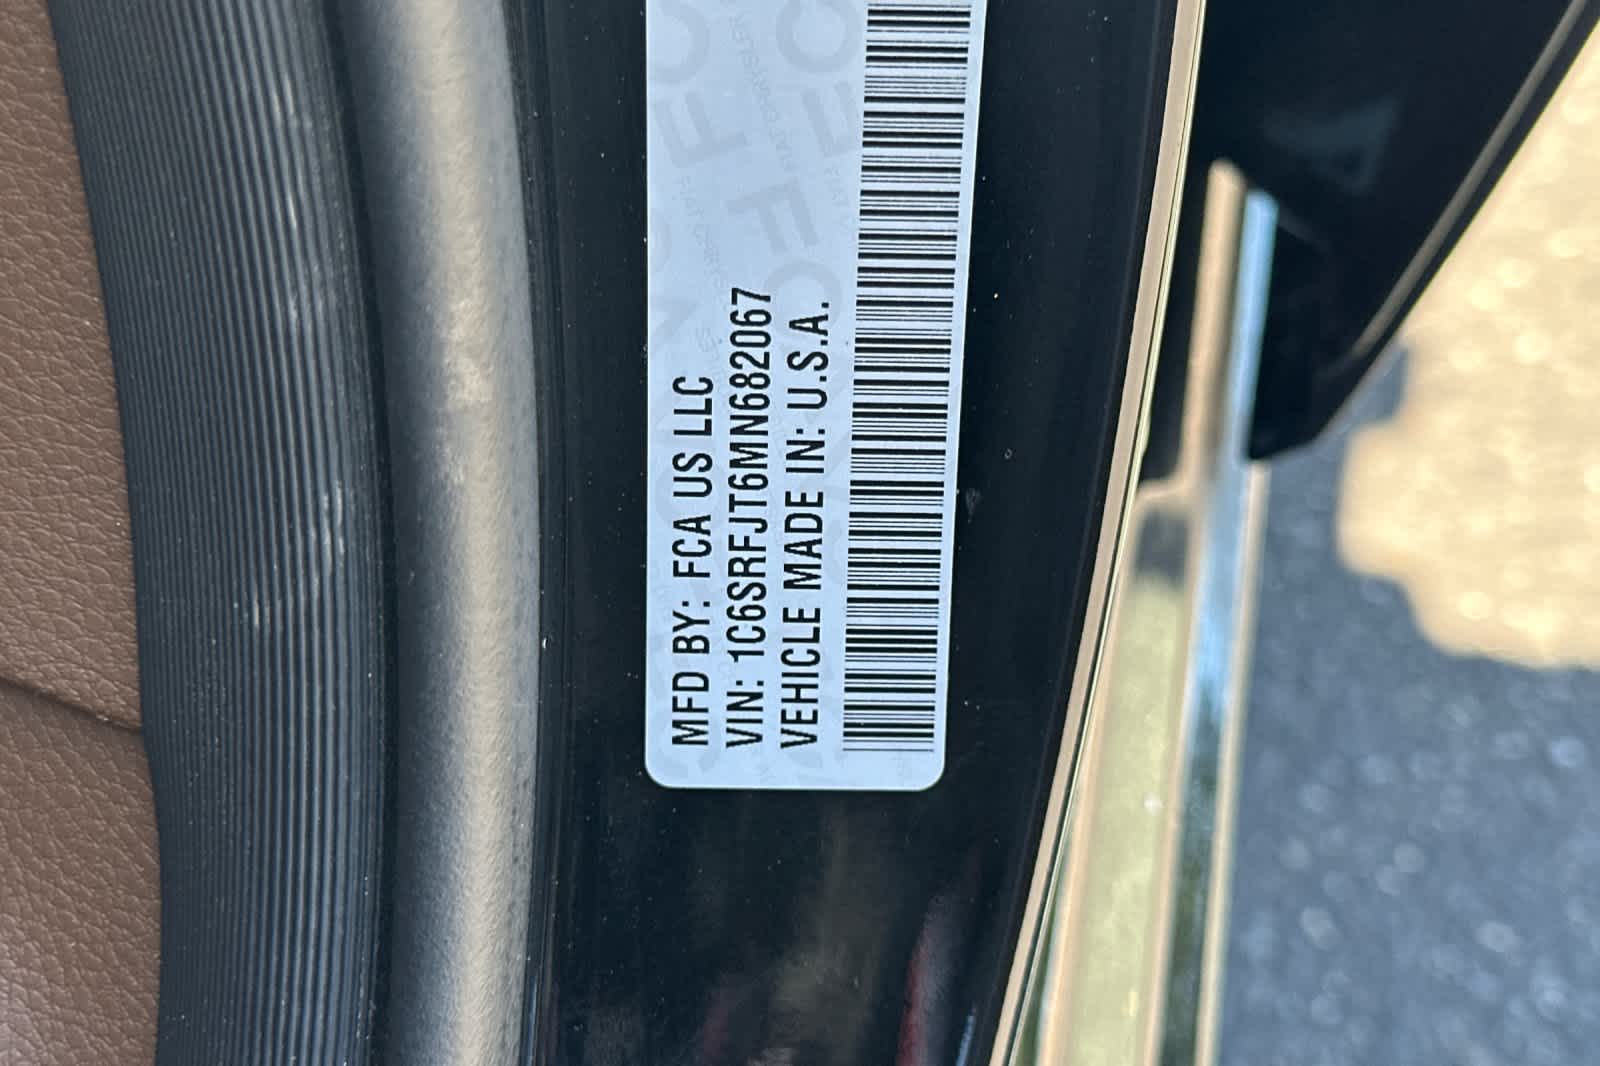 MFD BY: FCA US LLC
VIN: 1C6SRFJT6MN682067
VEHICLE MADE IN: U.S.A.